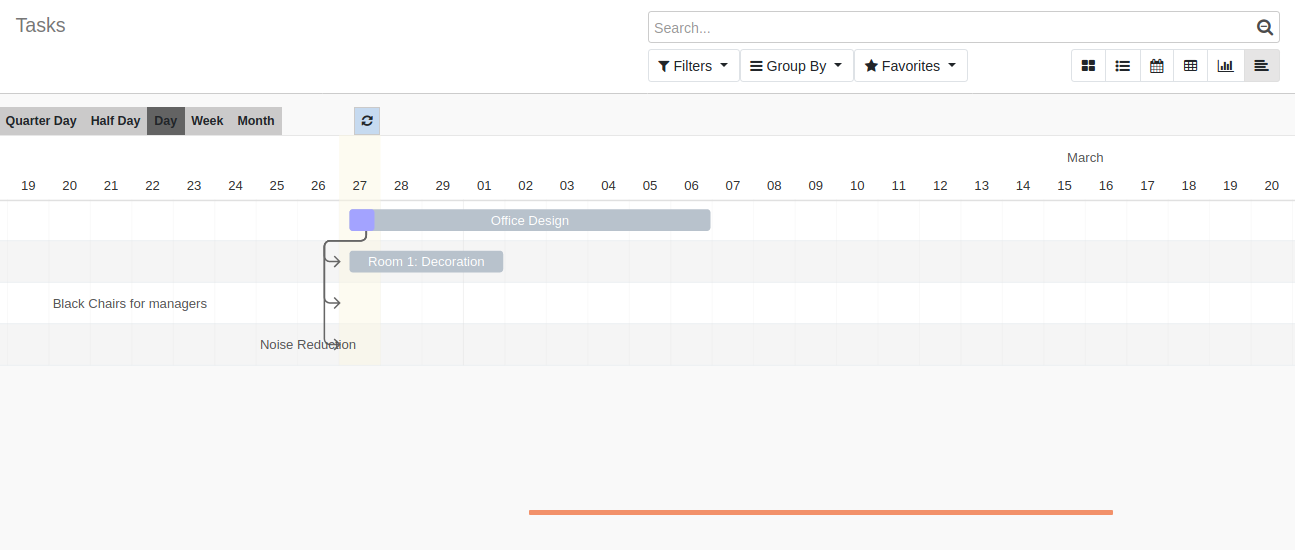 Tasks
Search...
Filters Group By Favorites
Quarter Day Half Day Day Week Month
March
19 20 21 22 23 24 25 26 27 28 29 01 02 03 04 05 06 07 08 09 10 11 12 13 14 15 16 17 18 19 20
Office Design
Room 1: Decoration
Black Chairs for managers
Noise Reduction